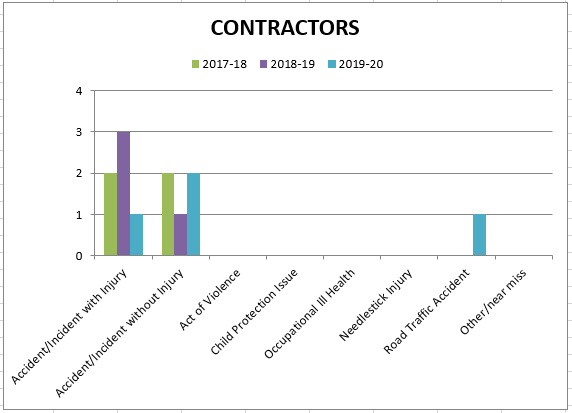 CONTRACTORS
2017-18 2018-19 2019-20
4
3
2
1
0
Accident/Incident with Injury
Accident/Incident without Injury
Act of Violence
Child Protection Issue
Occupational Ill Health
Needlestick Injury
Road Traffic Accident
Other/near miss